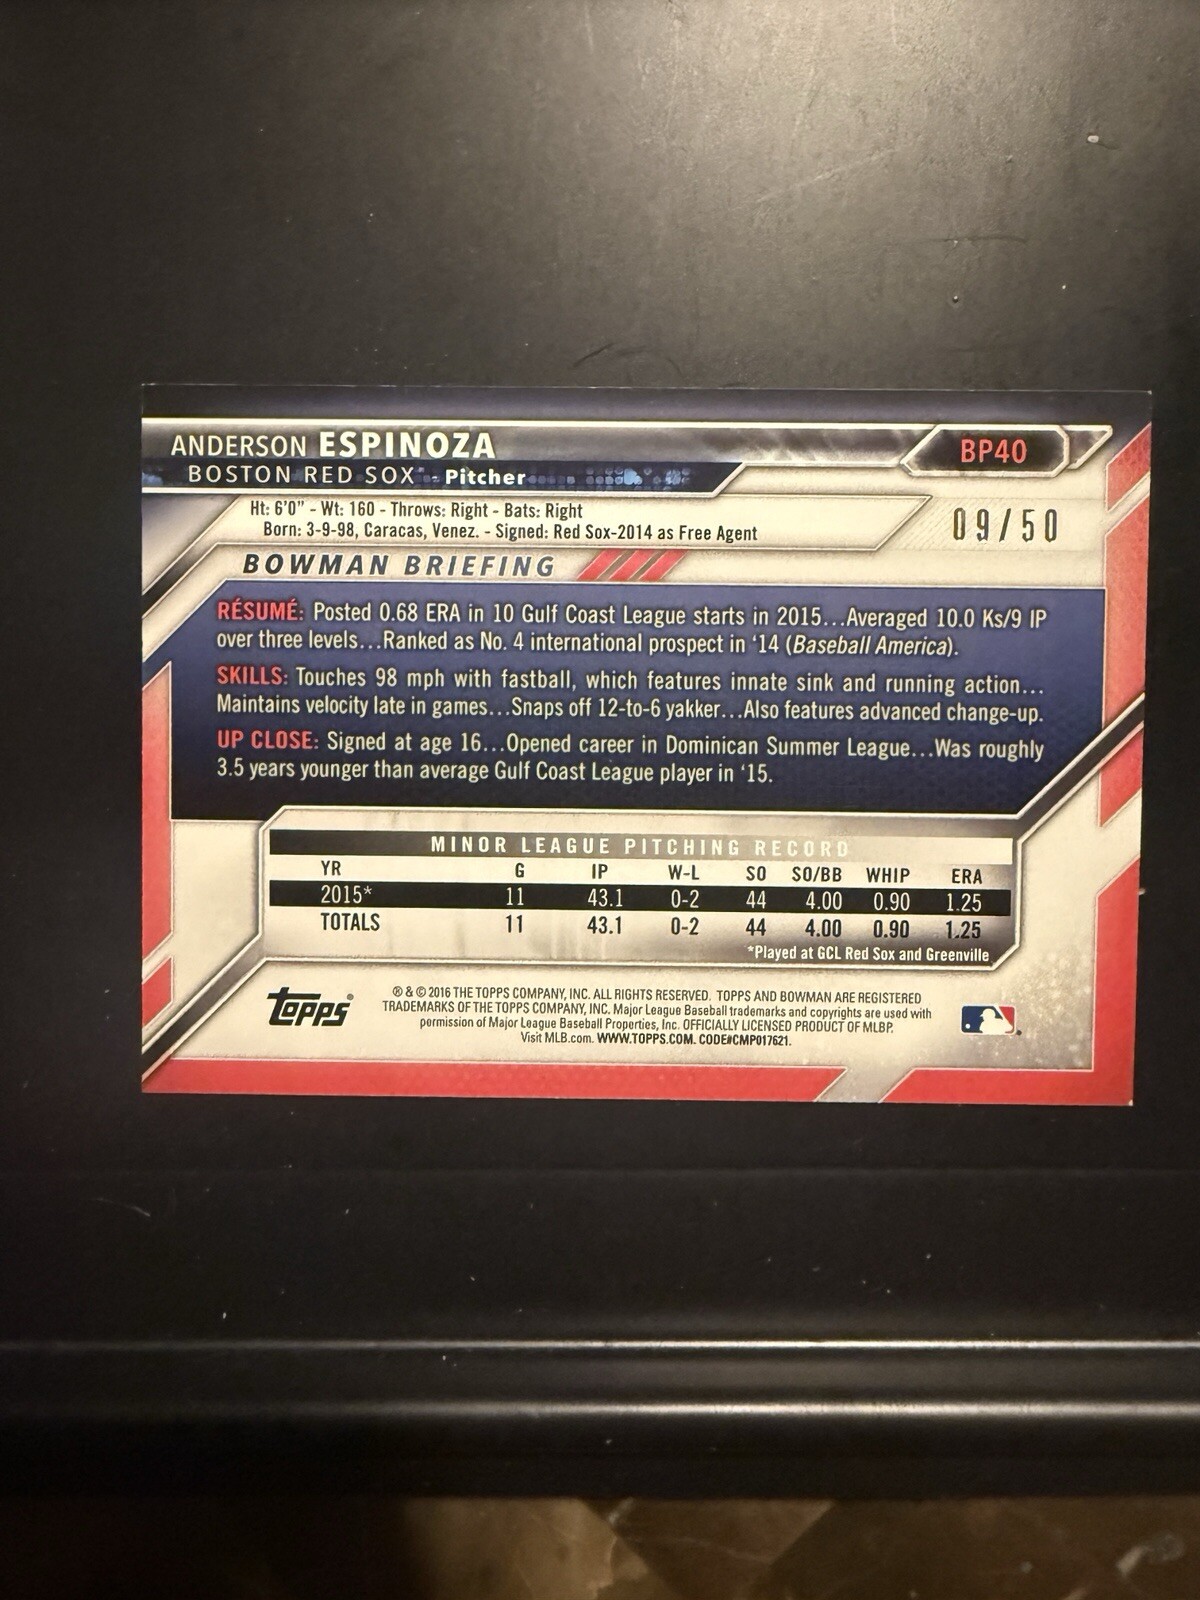 ANDERSON ESPINOZA
BP40
BOSTON RED SOX - Pitcher
Ht: 6'0" - Wt: 160 - Throws: Right - Bats: Right
09/50
Born: 3-9-98, Caracas, Venez. - Signed: Red Sox-2014 as Free Agent
BOWMAN BRIEFING
RÉSUMÉ: Posted 0.68 ERA in 10 Gulf Coast League starts in 2015...Averaged 10.0 Ks/9 IP
over three levels...Ranked as No. 4 international prospect in '14 (Baseball America).
SKILLS: Touches 98 mph with fastball, which features innate sink and running action...
Maintains velocity late in games...Snaps off 12-to-6 yakker...Also features advanced change-up.
UP CLOSE: Signed at age 16...Opened career in Dominican Summer League...Was roughly
3.5 years younger than average Gulf Coast League player in '15.
MINOR LEAGUE PITCHING RECORD
YR G IP W-L SO SO/BB WHIP ERA
2015* 11 43.1 0-2 44 4.00 0.90 1.25
TOTALS 11 43.1 0-2 44 4.00 0.90 1.25
*Played at GCL Red Sox and Greenville
topps®
® & © 2016 THE TOPPS COMPANY, INC. ALL RIGHTS RESERVED. TOPPS AND BOWMAN ARE REGISTERED
TRADEMARKS OF THE TOPPS COMPANY, INC. Major League Baseball trademarks and copyrights are used with
permission of Major League Baseball Properties, Inc. OFFICIALLY LICENSED PRODUCT OF MLBP.
Visit MLB.com. WWW.TOPPS.COM. CODE#CMP017621.